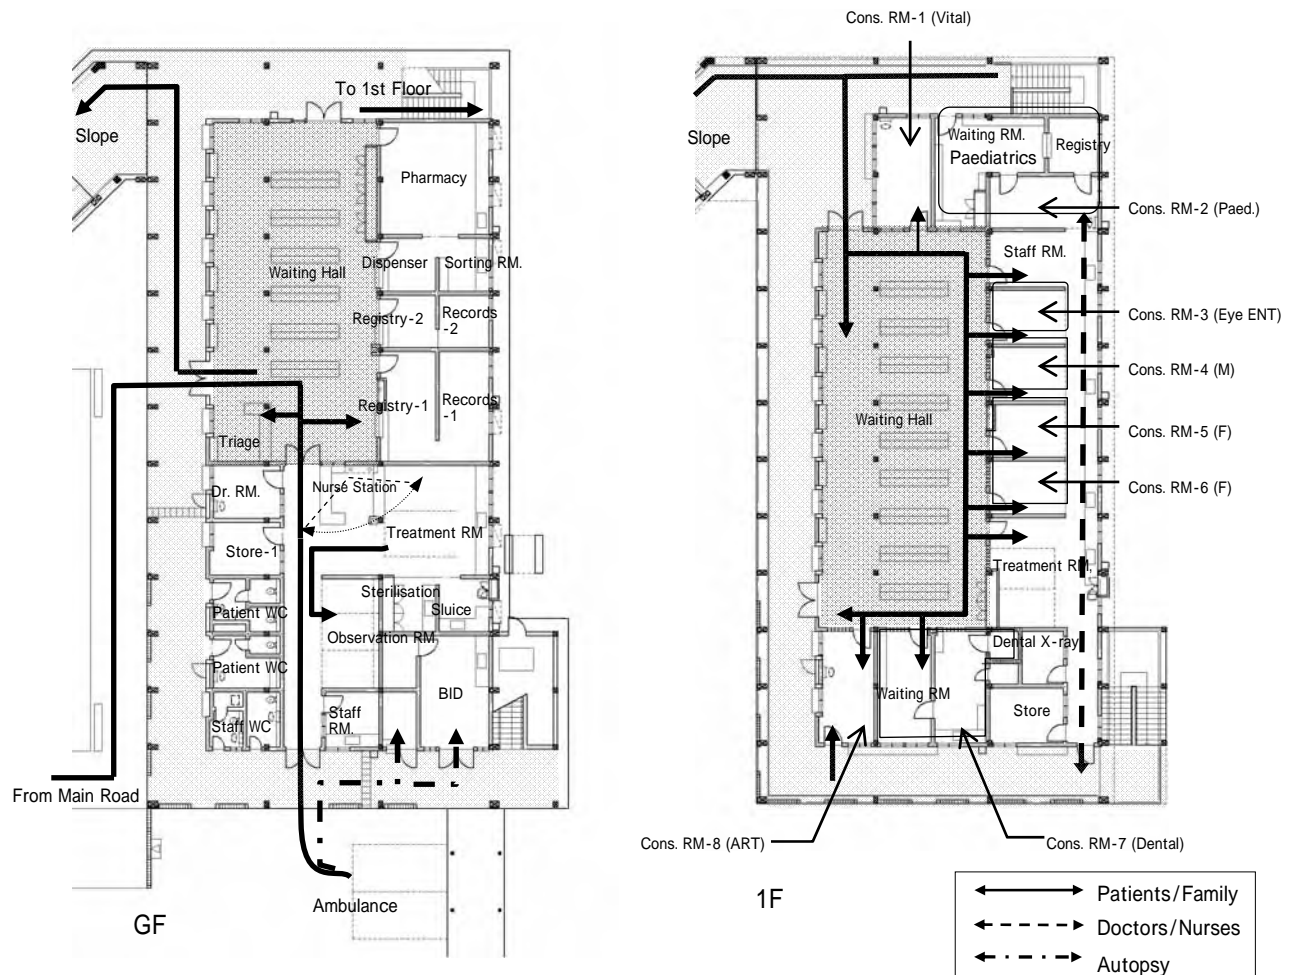 Cons. RM-1 (Vital)
To 1st Floor
Slope
Pharmacy
Waiting Hall
Dispenser
Sorting RM.
Registry-2
Records
-2
Registry-1
Records
-1
Triage
Dr. RM.
Nurse Station
Treatment RM
Store-1
Sterilisation
Sluice
Patient WC
Observation RM
Patient WC
BID
Staff WC
Staff
RM.
From Main Road
Ambulance
GF
Slope
Waiting RM.
Paediatrics
Registry
Cons. RM-2 (Paed.)
Staff RM.
Cons. RM-3 (Eye ENT)
Cons. RM-4 (M)
Waiting Hall
Cons. RM-5 (F)
Cons. RM-6 (F)
Treatment RM.
Dental X-ray
Waiting RM
Store
Cons. RM-8 (ART)
Cons. RM-7 (Dental)
1F
Patients/Family
Doctors/Nurses
Autopsy